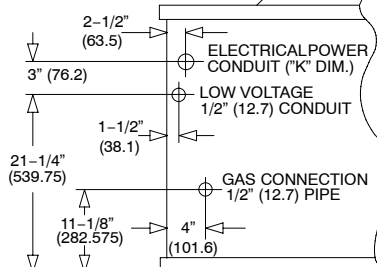 2–1/2”
(63.5)
ELECTRICALPOWER
CONDUIT (”K” DIM.)
3” (76.2)
LOW VOLTAGE
1/2” (12.7) CONDUIT
1–1/2”
(38.1)
21–1/4”
(539.75)
GAS CONNECTION
1/2” (12.7) PIPE
11–1/8”
(282.575)
4”
(101.6)